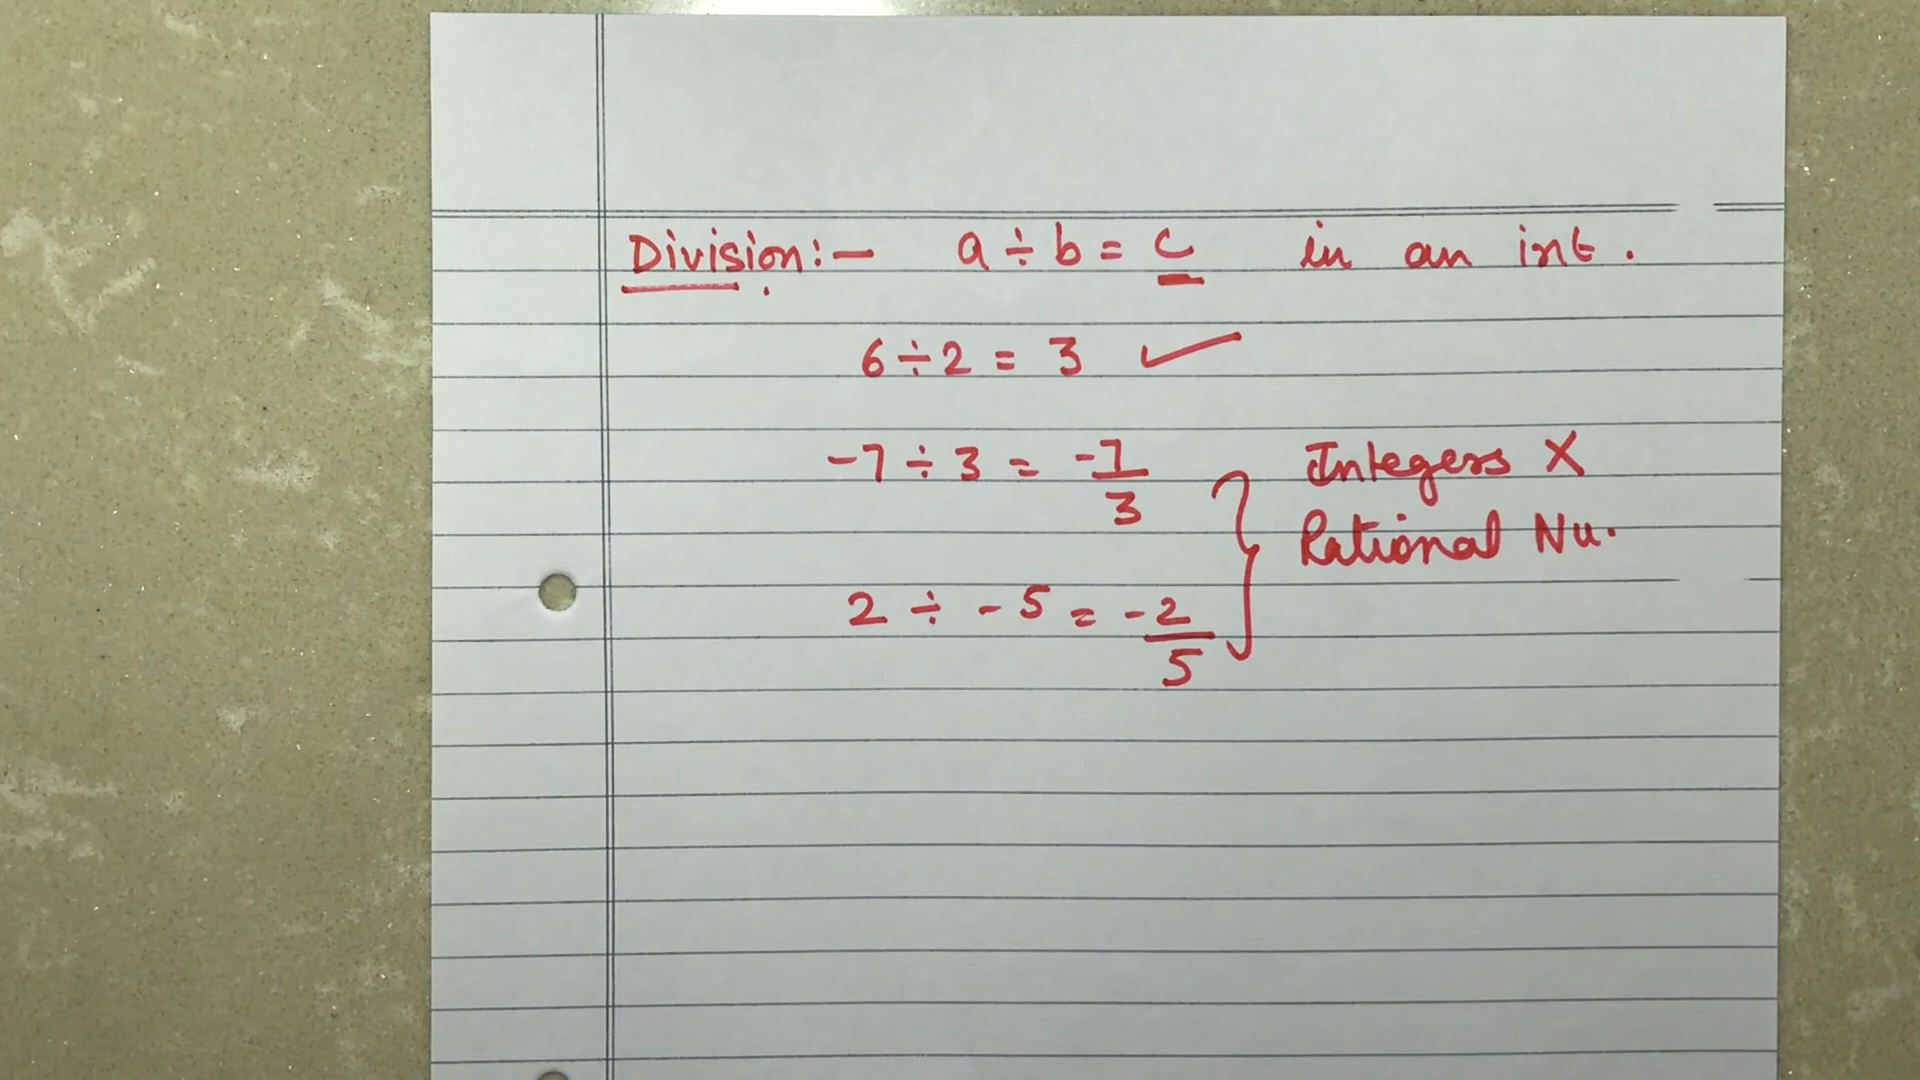 Division:- a ÷ b = c in an int.
6 ÷ 2 = 3 ✓
-7 ÷ 3 = -7/3 Integers X
Rational Nu.
2 ÷ -5 = -2/5